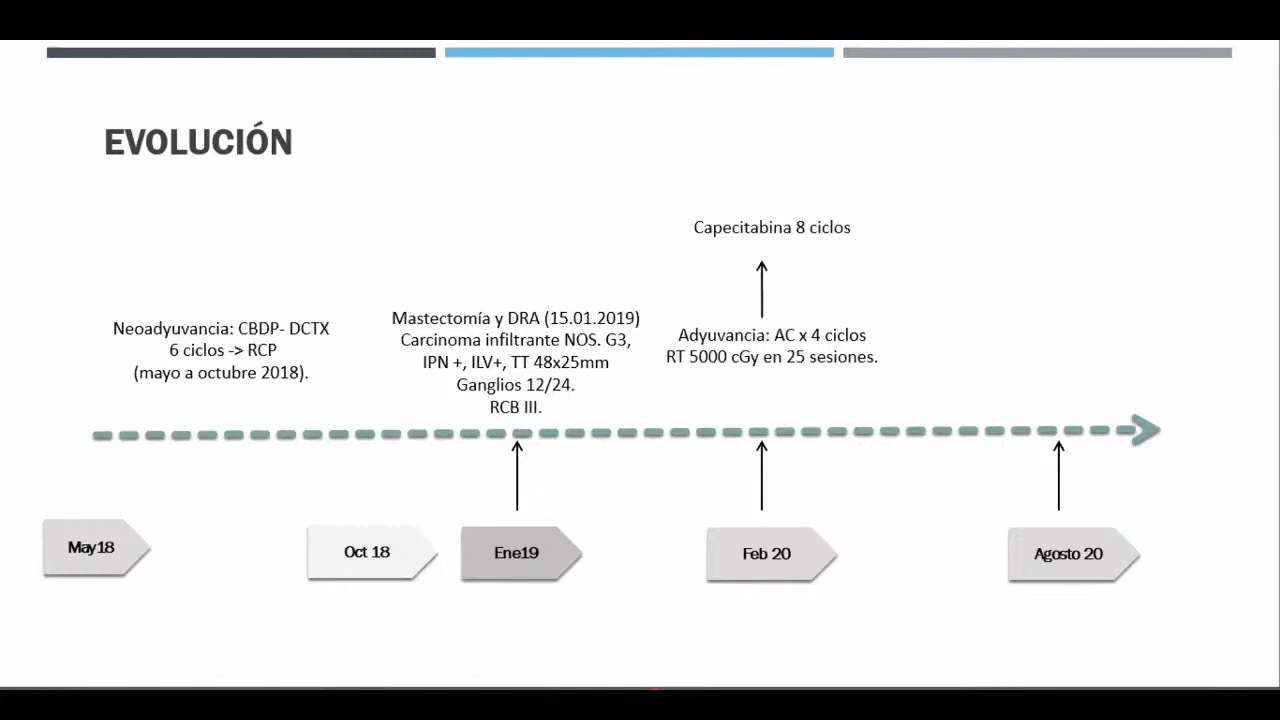 EVOLUCIÓN
Capecitabina 8 ciclos
Neoadyuvancia: CBDP- DCTX
6 ciclos -> RCP
(mayo a octubre 2018).
Mastectomía y DRA (15.01.2019)
Carcinoma infiltrante NOS. G3,
IPN +, ILV+, TT 48x25mm
Ganglios 12/24.
RCB III.
Adyuvancia: AC x 4 ciclos
RT 5000 cGy en 25 sesiones.
May18
Oct 18
Ene19
Feb 20
Agosto 20